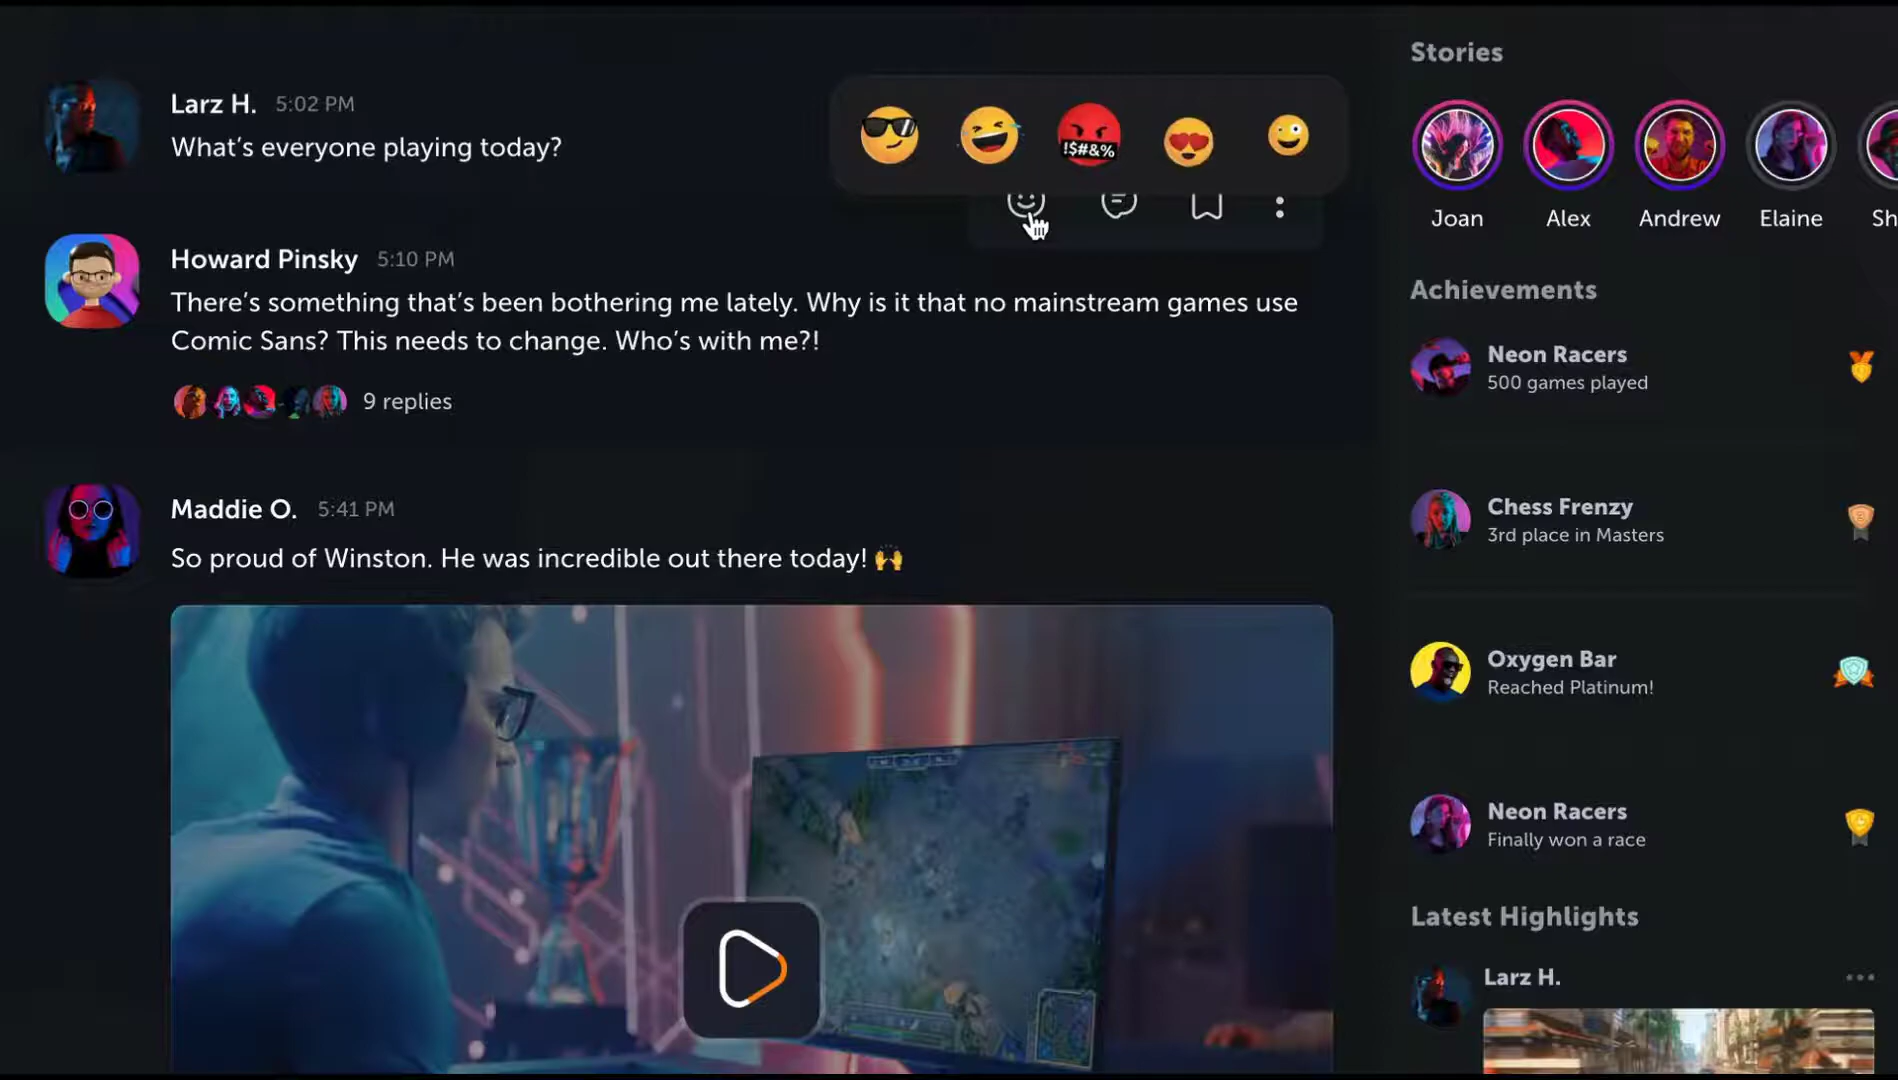 Stories
Larz H. 5:02 PM
What's everyone playing today?
!$#&%
Joan Alex Andrew Elaine Sh
Howard Pinsky 5:10 PM
There's something that's been bothering me lately. Why is it that no mainstream games use
Comic Sans? This needs to change. Who's with me?!
9 replies
Achievements
Neon Racers
500 games played
Chess Frenzy
3rd place in Masters
Maddie O. 5:41 PM
So proud of Winston. He was incredible out there today! 🙌
Oxygen Bar
Reached Platinum!
Neon Racers
Finally won a race
Latest Highlights
Larz H.